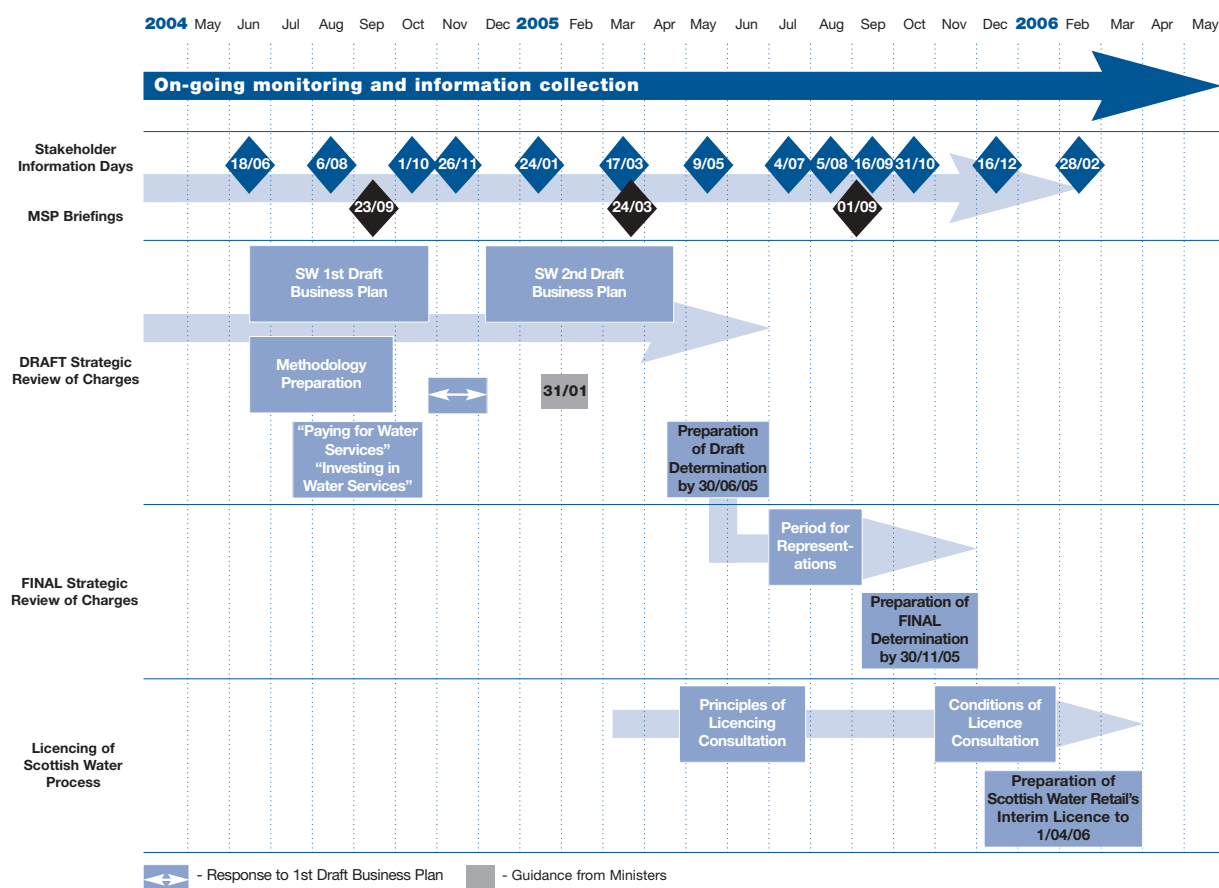 2004 May Jun Jul Aug Sep Oct Nov Dec 2005 Feb Mar May Jun Jul Aug Sep Oct Nov Dec 2006 Feb Mar Apr May
On-going monitoring and information collection
Stakeholder
Information Days
18/06 6/08 1/10 26/11 24/01 17/03 9/05 4/07 5/08 16/09 31/10 16/12 28/02
MSP Briefings
23/09 24/03 01/09
DRAFT Strategic
Review of Charges
SW 1st Draft
Business Plan
SW 2nd Draft
Business Plan
Methodology
Preparation
31/01
“Paying for Water
Services”
“Investing in
Water Services”
Preparation
of Draft
Determination
by 30/06/05
FINAL Strategic
Review of Charges
Period for
Represent-
ations
Preparation of
FINAL
Determination
by 30/11/05
Licencing of
Scottish Water
Process
Principles of
Licencing
Consultation
Conditions of
Licence
Consultation
Preparation of
Scottish Water Retail’s
Interim Licence to
1/04/06
- Response to 1st Draft Business Plan
- Guidance from Ministers